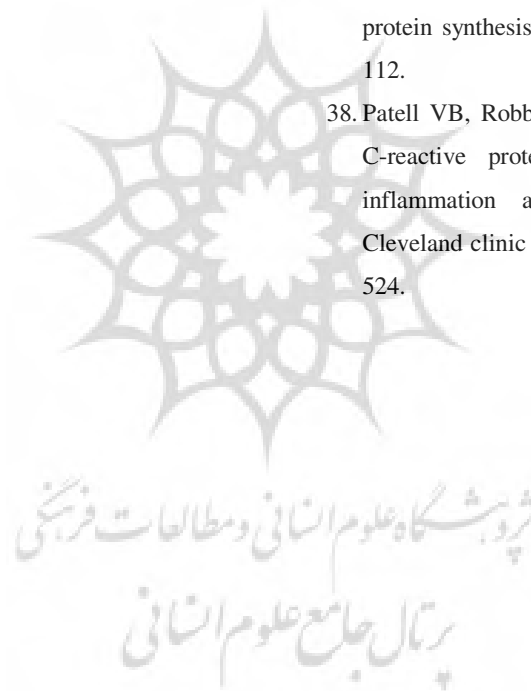 protein synthesis
112.
38. Patell VB, Robb
C-reactive prote
inflammation a
Cleveland clinic
524.
پژوهشگاه علوم انسانی و مطالعات فرهنگی
پرتال جامع علوم انسانی